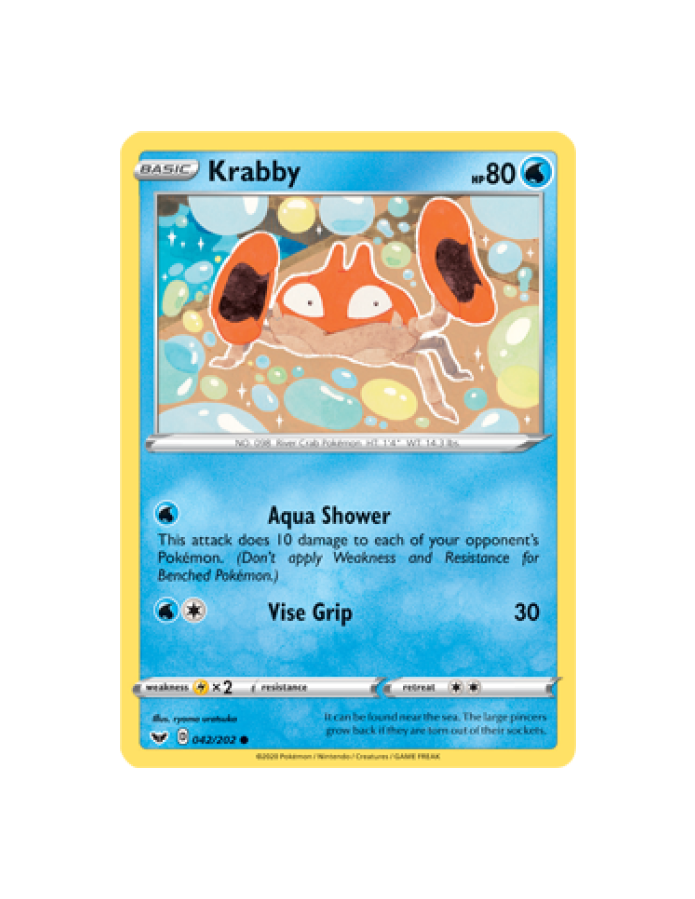 BASIC Krabby HP 80
NO. 098 River Crab Pokémon HT: 1'4" WT: 14.3 lbs.
Aqua Shower
This attack does 10 damage to each of your opponent's
Pokémon. (Don't apply Weakness and Resistance for
Benched Pokémon.)
Vise Grip 30
weakness ×2 resistance retreat
Illus. ryoma uratsuka
It can be found near the sea. The large pincers
grow back if they are torn out of their sockets.
D 042/202
©2020 Pokémon / Nintendo / Creatures / GAME FREAK